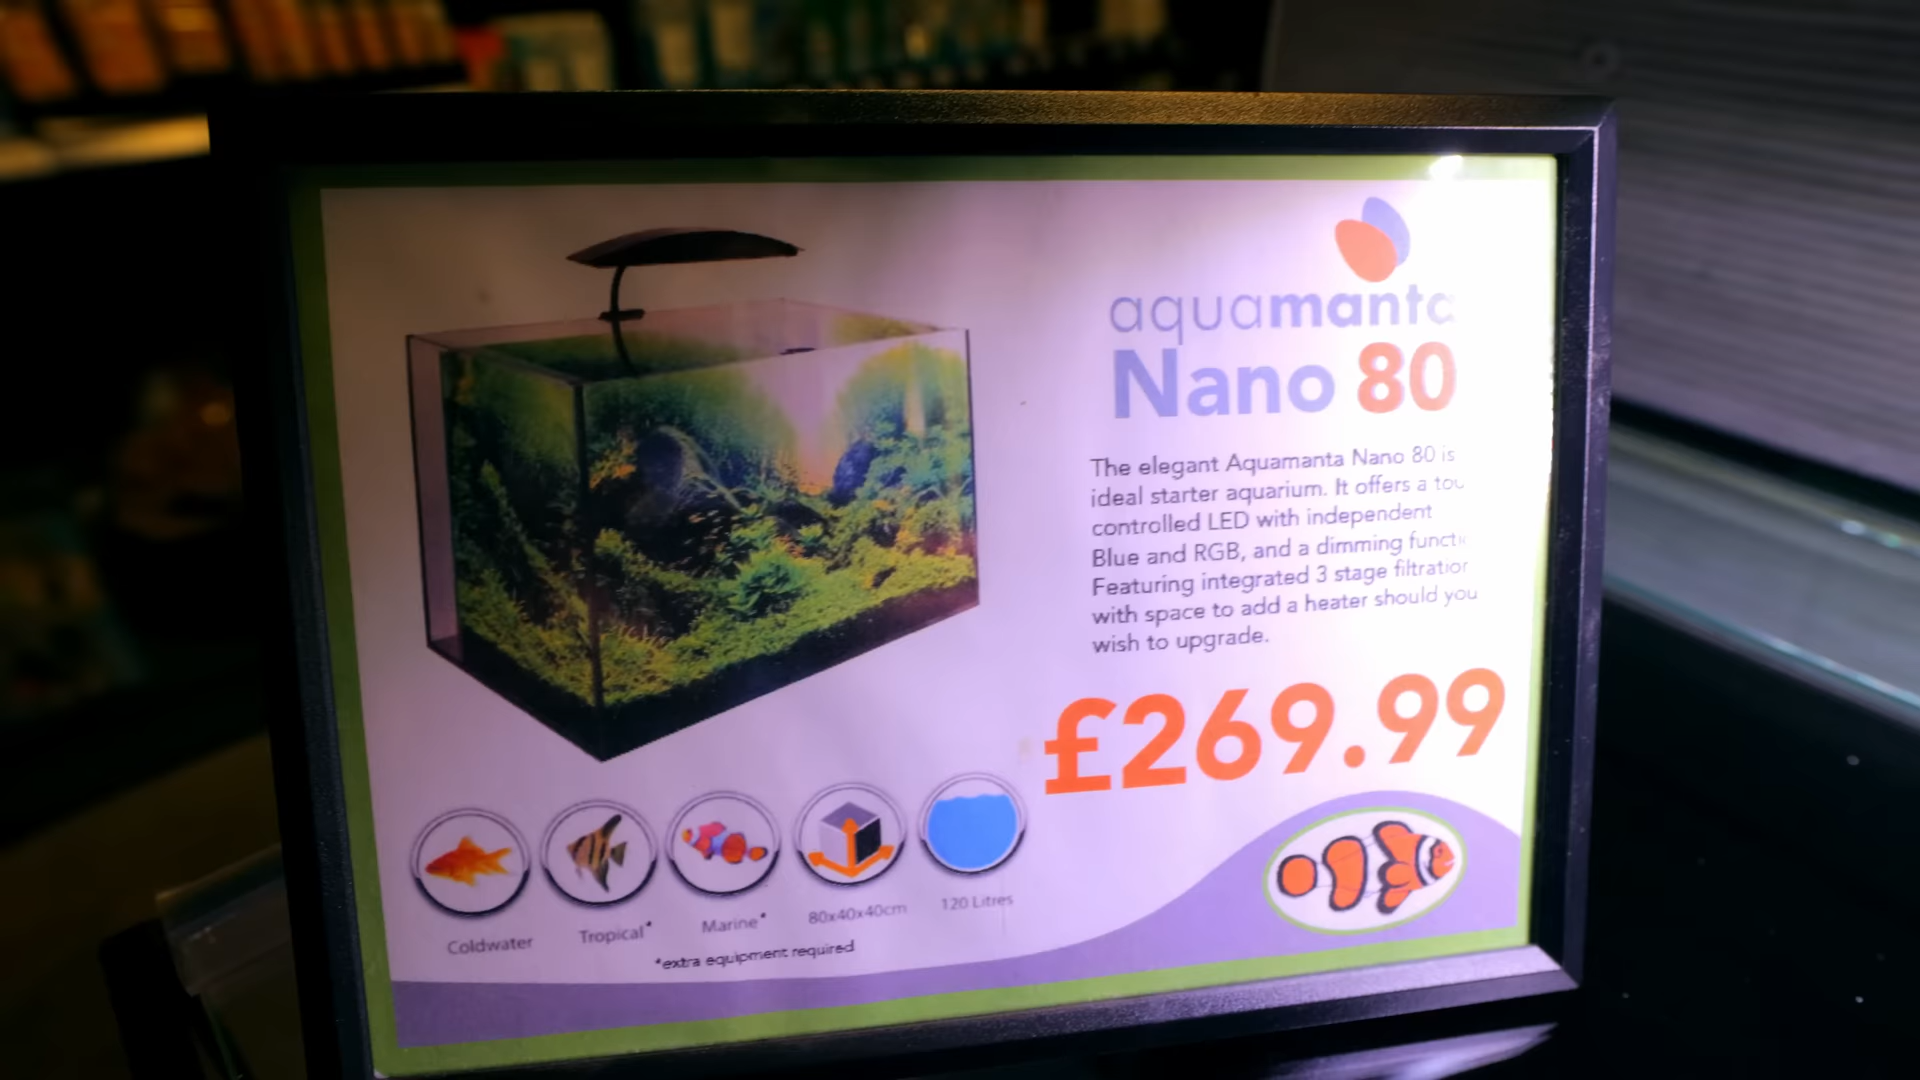 aquamanta
Nano 80
The elegant Aquamanta Nano 80 is
ideal starter aquarium. It offers a
controlled LED with independent
Blue and RGB, and a dimming
Featuring integrated 3 stage filtration
with space to add a heater should you
wish to upgrade.
£269.99
Coldwater
Tropical*
Marine*
80x40x40cm
120 Litres
*extra equipment required